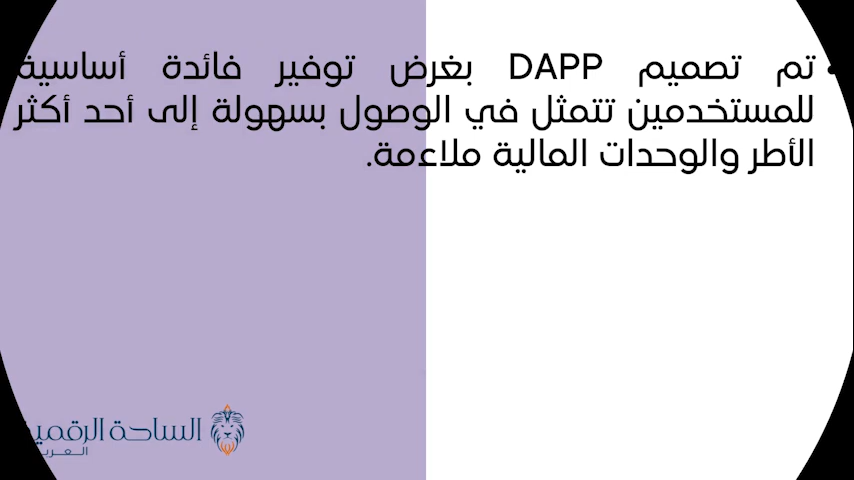 • تم تصميم DAPP بغرض توفير فائدة أساسية
للمستخدمين تتمثل في الوصول بسهولة إلى أحد أكثر
الأطر والوحدات المالية ملاءمة.
الساحة الرقمية